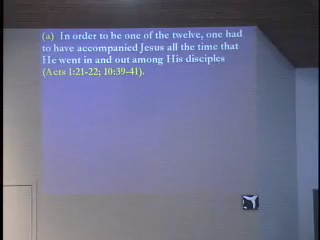 (a) In order to be one of the twelve, one had
to have accompanied Jesus all the time that
He went in and out among His disciples
(Acts 1:21-22; 10:39-41).